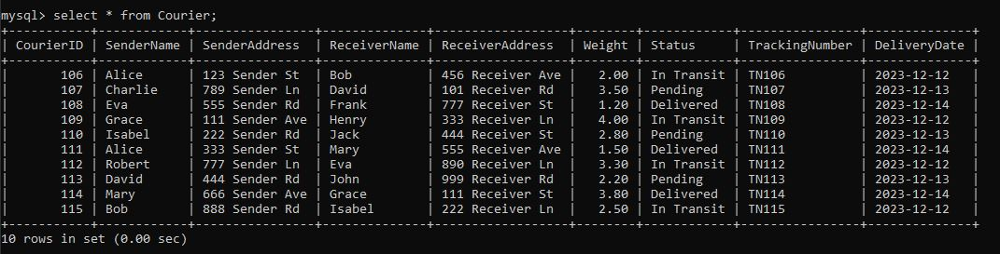 mysql> select * from Courier;
+-----------+------------+----------------+--------------+------------------+--------+------------+----------------+--------------+
| CourierID | SenderName | SenderAddress | ReceiverName | ReceiverAddress | Weight | Status | TrackingNumber | DeliveryDate |
+-----------+------------+----------------+--------------+------------------+--------+------------+----------------+--------------+
| 106 | Alice | 123 Sender St | Bob | 456 Receiver Ave | 2.00 | In Transit | TN106 | 2023-12-12 |
| 107 | Charlie | 789 Sender Ln | David | 101 Receiver Rd | 3.50 | Pending | TN107 | 2023-12-13 |
| 108 | Eva | 555 Sender Rd | Frank | 777 Receiver St | 1.20 | Delivered | TN108 | 2023-12-14 |
| 109 | Grace | 111 Sender Ave | Henry | 333 Receiver Ln | 4.00 | In Transit | TN109 | 2023-12-12 |
| 110 | Isabel | 222 Sender Rd | Jack | 444 Receiver St | 2.80 | Pending | TN110 | 2023-12-13 |
| 111 | Alice | 333 Sender St | Mary | 555 Receiver Ave | 1.50 | Delivered | TN111 | 2023-12-14 |
| 112 | Robert | 777 Sender Ln | Eva | 890 Receiver Ln | 3.30 | In Transit | TN112 | 2023-12-12 |
| 113 | David | 444 Sender Rd | John | 999 Receiver Rd | 2.20 | Pending | TN113 | 2023-12-13 |
| 114 | Mary | 666 Sender Ave | Grace | 111 Receiver St | 3.80 | Delivered | TN114 | 2023-12-14 |
| 115 | Bob | 888 Sender Rd | Isabel | 222 Receiver Ln | 2.50 | In Transit | TN115 | 2023-12-12 |
+-----------+------------+----------------+--------------+------------------+--------+------------+----------------+--------------+
10 rows in set (0.00 sec)